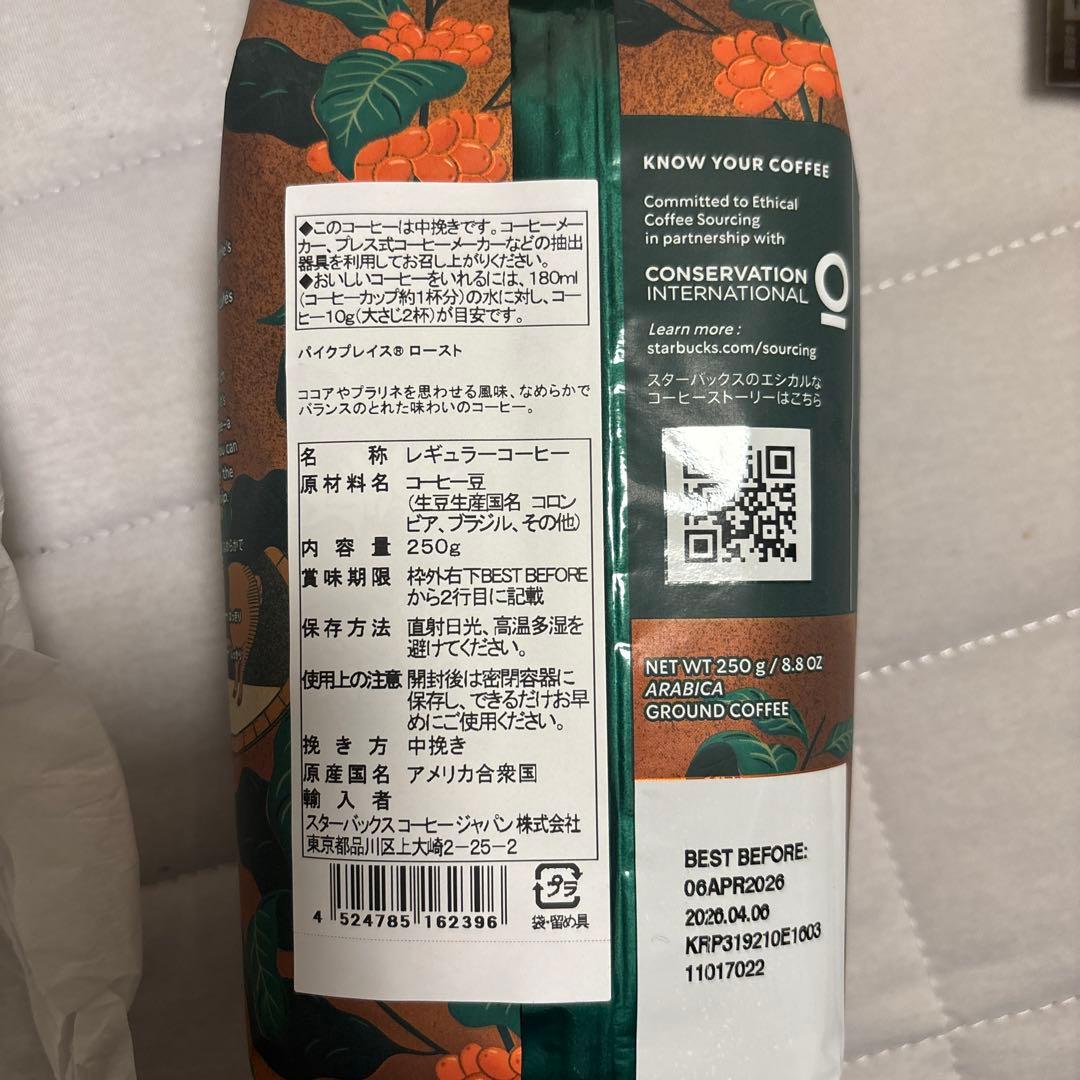 ◆このコーヒーは中挽きです。コーヒーメー
カー、プレス式コーヒーメーカーなどの抽出
器具を利用してお召し上がりください。
◆おいしいコーヒーをいれるには、180ml
(コーヒーカップ約1杯分)の水に対し、コー
ヒー10g(大さじ2杯)が目安です。
パイクプレイス® ロースト
ココアやプラリネを思わせる風味、なめらかで
バランスのとれた味わいのコーヒー。
名 称 レギュラーコーヒー
原材料名 コーヒー豆
(生豆生産国名 コロン
ビア、ブラジル、その他)
内 容 量 250g
賞味期限 枠外右下BEST BEFORE
から2行目に記載
保存方法 直射日光、高温多湿を
避けてください。
使用上の注意 開封後は密閉容器に
保存し、できるだけお早
めにご使用ください。
挽 き 方 中挽き
原産国名 アメリカ合衆国
輸 入 者
スターバックス コーヒー ジャパン 株式会社
東京都品川区上大崎2-25-2
4 524785 162396
プラ
袋・留め具
KNOW YOUR COFFEE
Committed to Ethical
Coffee Sourcing
in partnership with
CONSERVATION
INTERNATIONAL
Learn more :
starbucks.com/sourcing
スターバックスのエシカルな
コーヒーストーリーはこちら
NET WT 250 g / 8.8 OZ
ARABICA
GROUND COFFEE
BEST BEFORE:
06APR2026
2026.04.06
KRP319210E1603
11017022